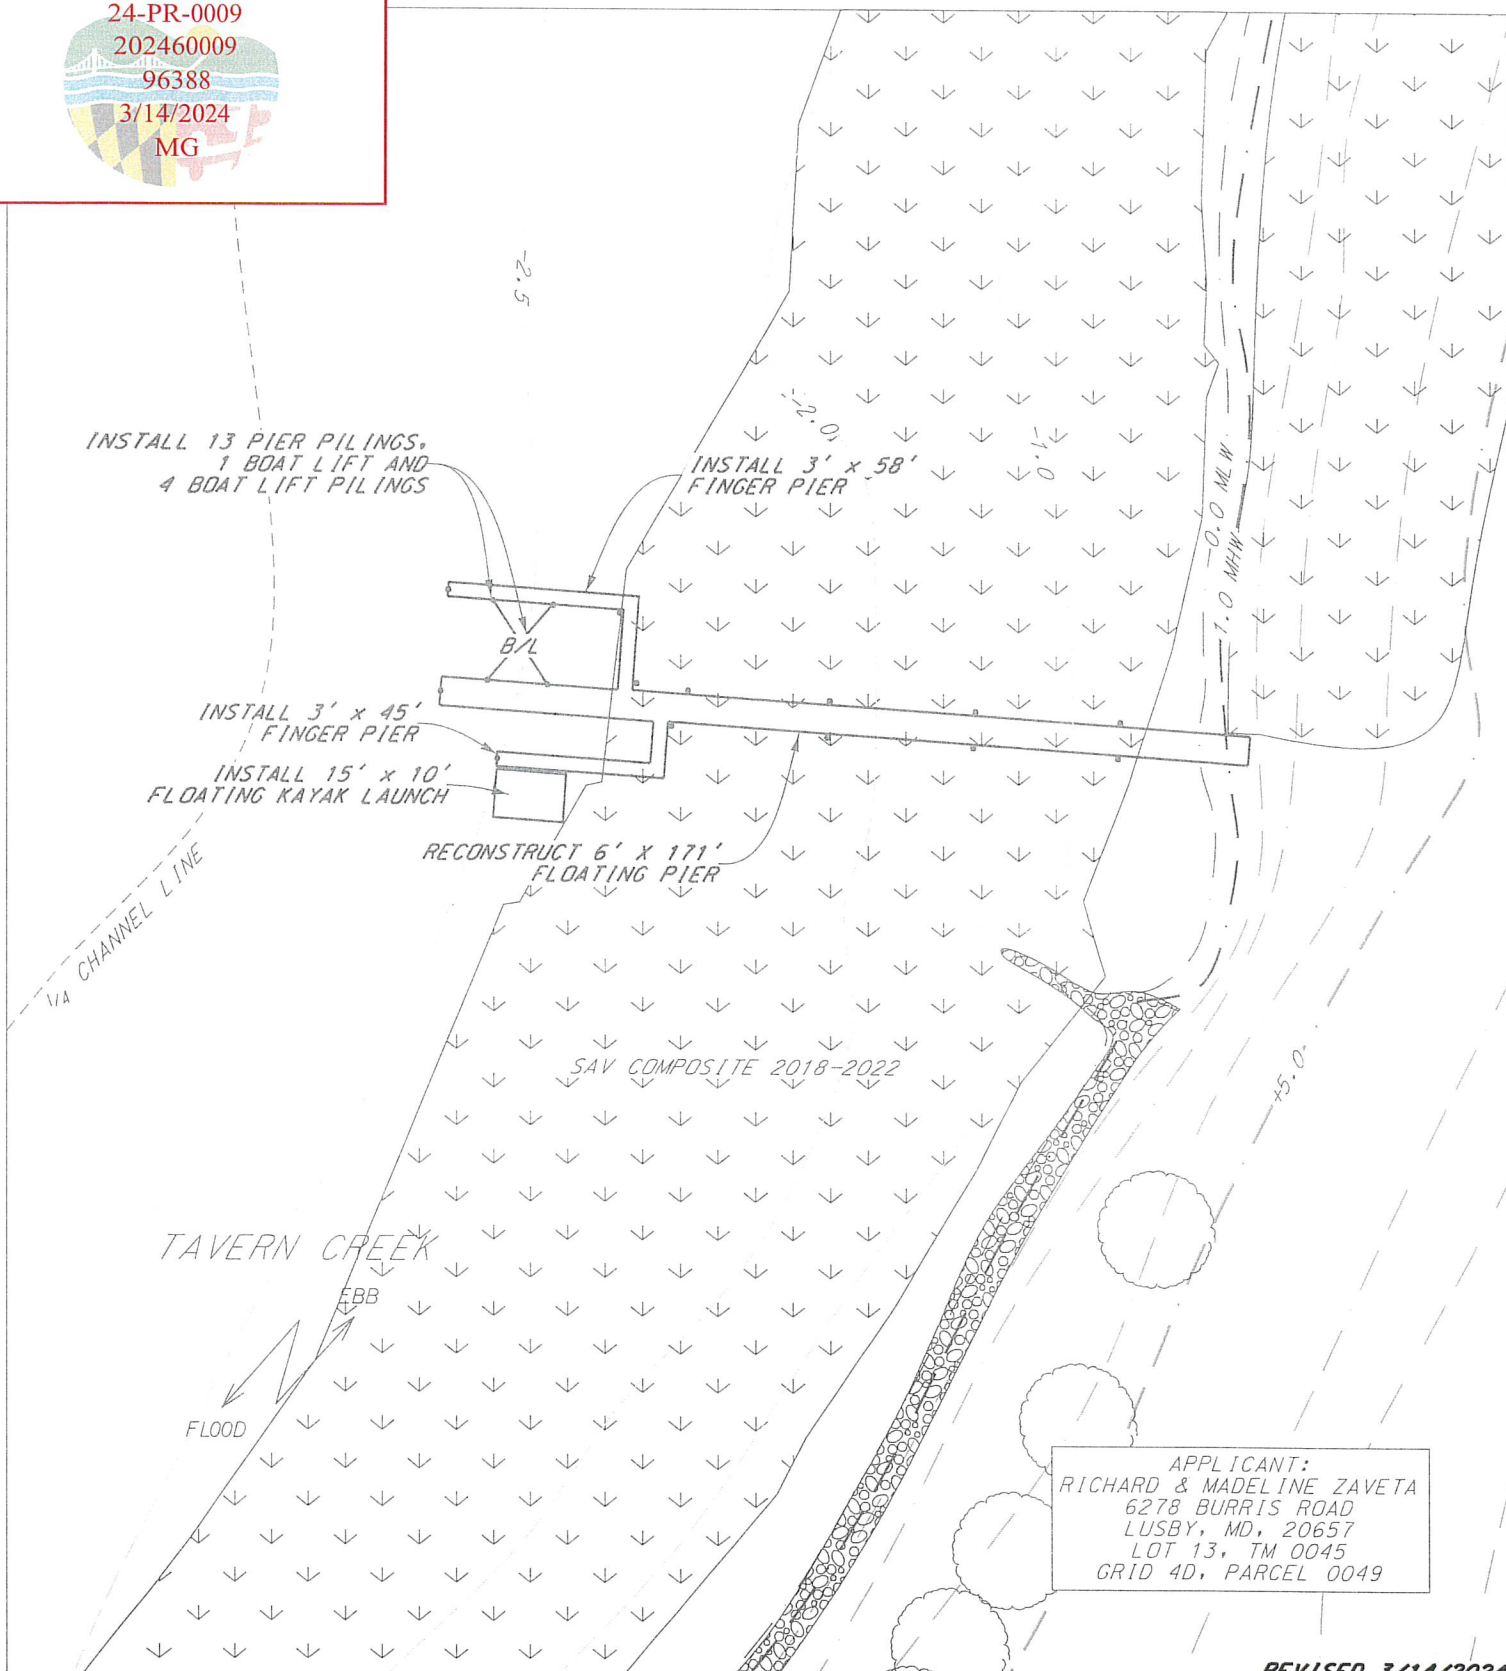 24-PR-0009
202460009
96388
3/14/2024
MG
-2.5
-2.0
-1.0
INSTALL 13 PIER PILINGS,
1 BOAT LIFT AND
4 BOAT LIFT PILINGS
INSTALL 3' x 58'
FINGER PIER
-0.0 MLW
1.0 MHW
B/L
INSTALL 3' x 45'
FINGER PIER
INSTALL 15' x 10'
FLOATING KAYAK LAUNCH
RECONSTRUCT 6' X 171'
FLOATING PIER
1/4 CHANNEL LINE
SAV COMPOSITE 2018-2022
+5.0
TAVERN CREEK
EBB
FLOOD
APPLICANT:
RICHARD & MADELINE ZAVETA
6278 BURRIS ROAD
LUSBY, MD, 20657
LOT 13, TM 0045
GRID 4D, PARCEL 0049
REVISED 3/14/2024